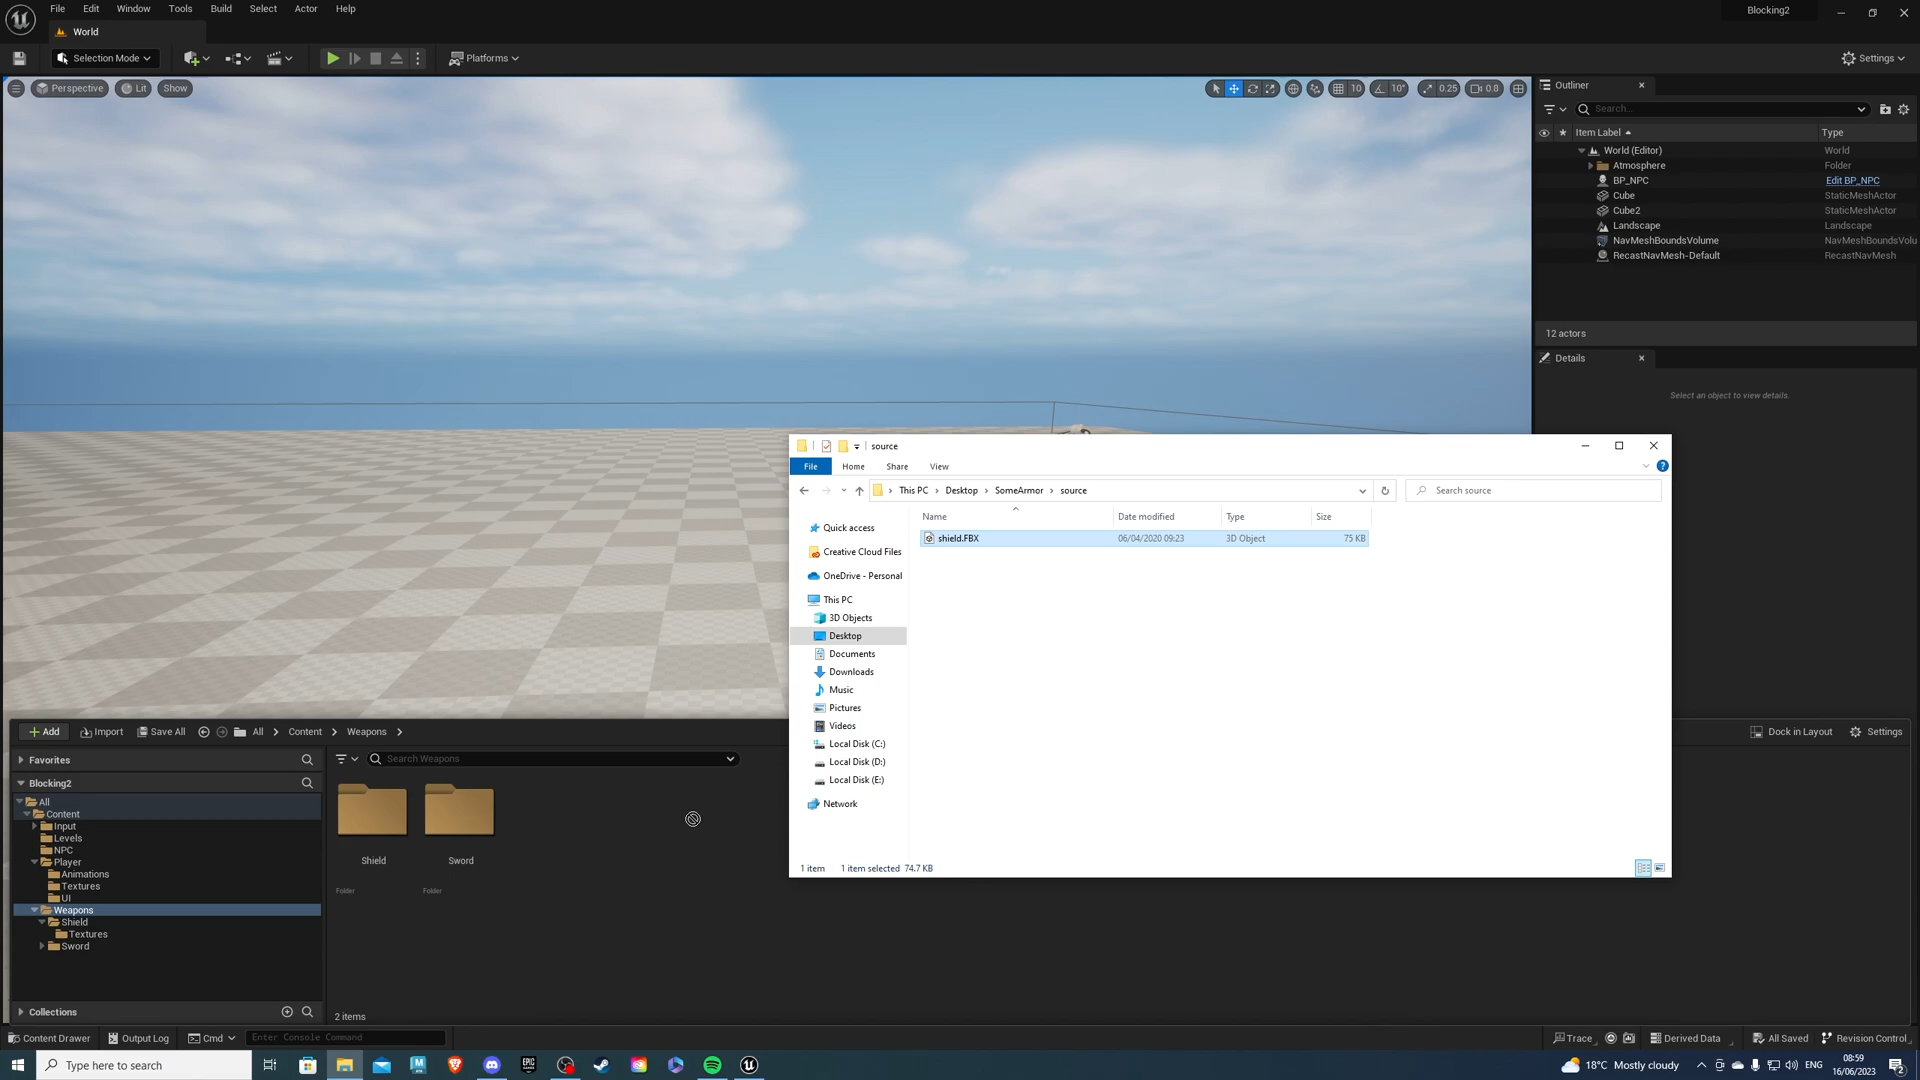 File Edit Window Tools Build Select Actor Help
Blocking2
World
Selection Mode
Platforms
Settings
Perspective Lit Show
10 10° 0.25 0.8
Outliner
Search...
Item Label Type
World (Editor) World
Atmosphere Folder
BP_NPC Edit BP_NPC
Cube StaticMeshActor
Cube2 StaticMeshActor
Landscape Landscape
NavMeshBoundsVolume NavMeshBoundsVolu
RecastNavMesh-Default RecastNavMesh
12 actors
Details
Select an object to view details.
source
File Home Share View
This PC Desktop SomeArmor source
Search source
Name Date modified Type Size
shield.FBX 06/04/2020 09:23 3D Object 75 KB
Quick access
Creative Cloud Files
OneDrive - Personal
This PC
3D Objects
Desktop
Documents
Downloads
Music
Pictures
Videos
Local Disk (C:)
Local Disk (D:)
Local Disk (E:)
Network
1 item 1 item selected 74.7 KB
Add Import Save All All Content Weapons
Dock in Layout Settings
Favorites
Search Weapons
Blocking2
All
Content
Input
Levels
NPC
Player
Animations
Textures
UI
Weapons
Shield
Textures
Sword
Shield Sword
Folder Folder
Collections
2 items
Content Drawer Output Log Cmd Enter Console Command
Trace Derived Data All Saved Revision Control
Type here to search
18°C Mostly cloudy
ENG
08:59
16/06/2023
2